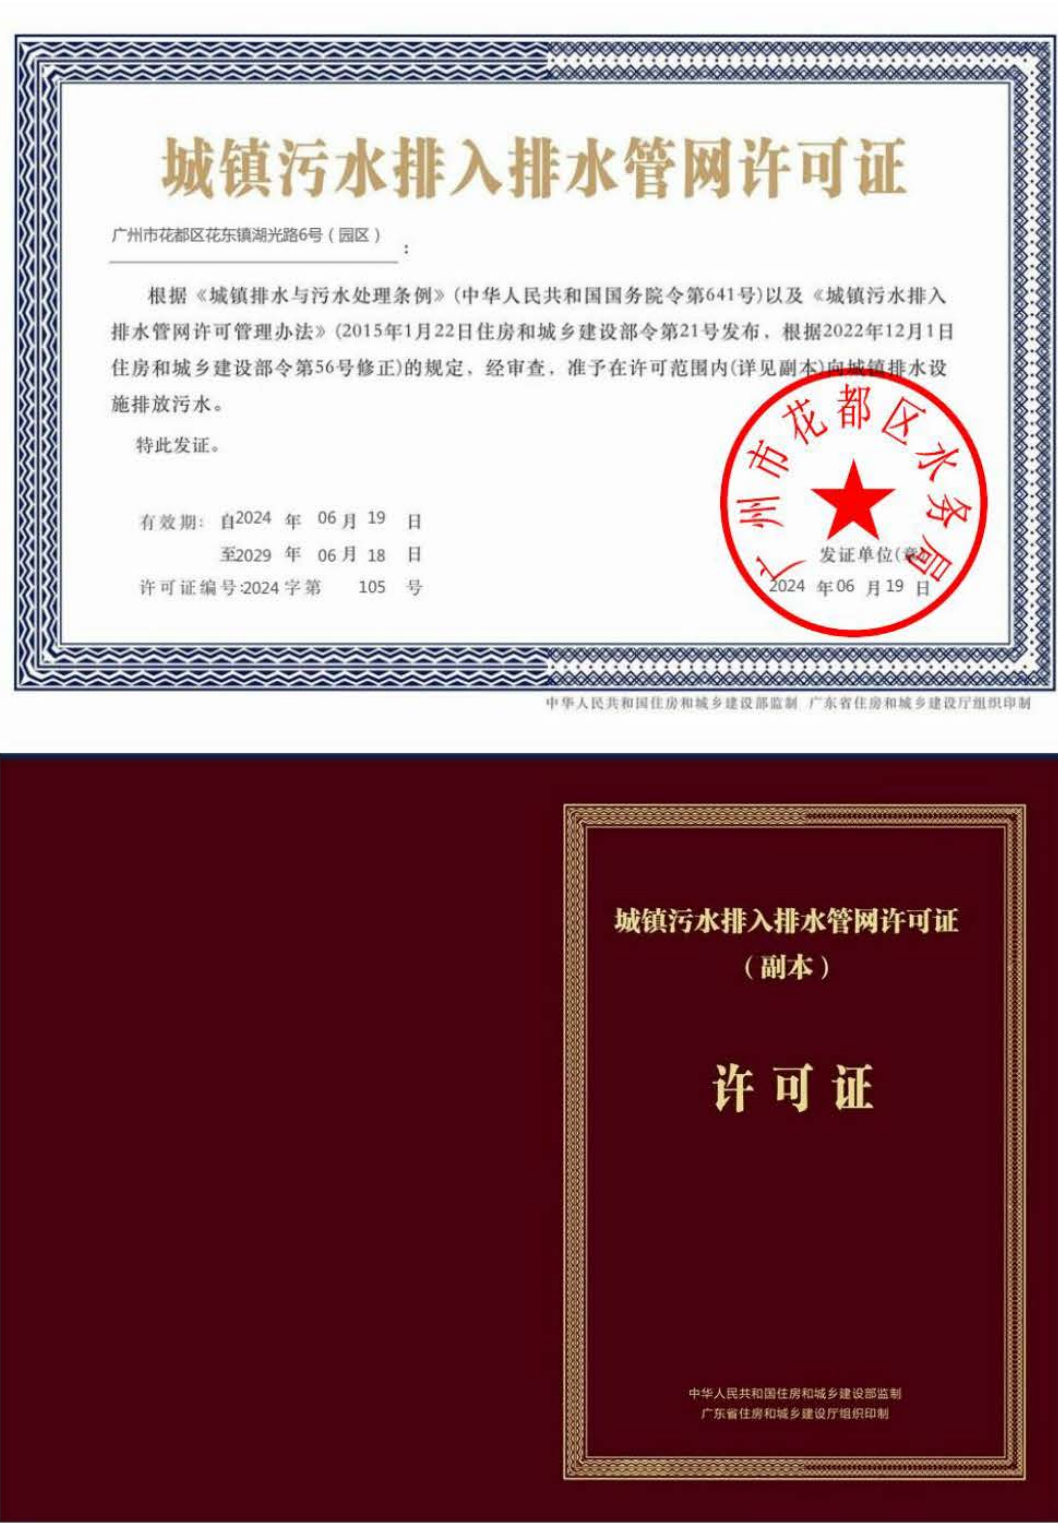 城镇污水排入排水管网许可证
广州市花都区花东镇湖光路6号（园区）
：
根据《城镇排水与污水处理条例》(中华人民共和国国务院令第641号)以及《城镇污水排入
排水管网许可管理办法》(2015年1月22日住房和城乡建设部令第21号发布，根据2022年12月1日
住房和城乡建设部令第56号修正)的规定，经审查，准予在许可范围内(详见副本)向城镇排水设
施排放污水。
特此发证。
广州市花都区水务局
有效期：自2024 年 06月 19 日
至2029 年 06月 18 日
发证单位(章)
许可证编号:2024字第 105 号
2024 年06 月19 日
中华人民共和国住房和城乡建设部监制 广东省住房和城乡建设厅组织印制
城镇污水排入排水管网许可证
（副本）
许可证
中华人民共和国住房和城乡建设部监制
广东省住房和城乡建设厅组织印制